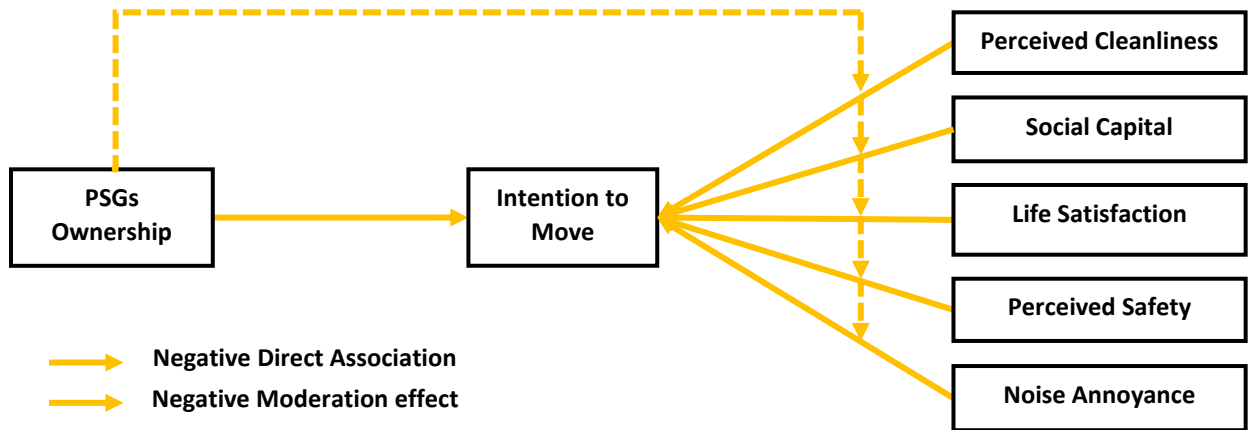 Perceived Cleanliness
Social Capital
PSGs
Ownership
Intention to
Move
Life Satisfaction
Perceived Safety
Noise Annoyance
Negative Direct Association
Negative Moderation effect